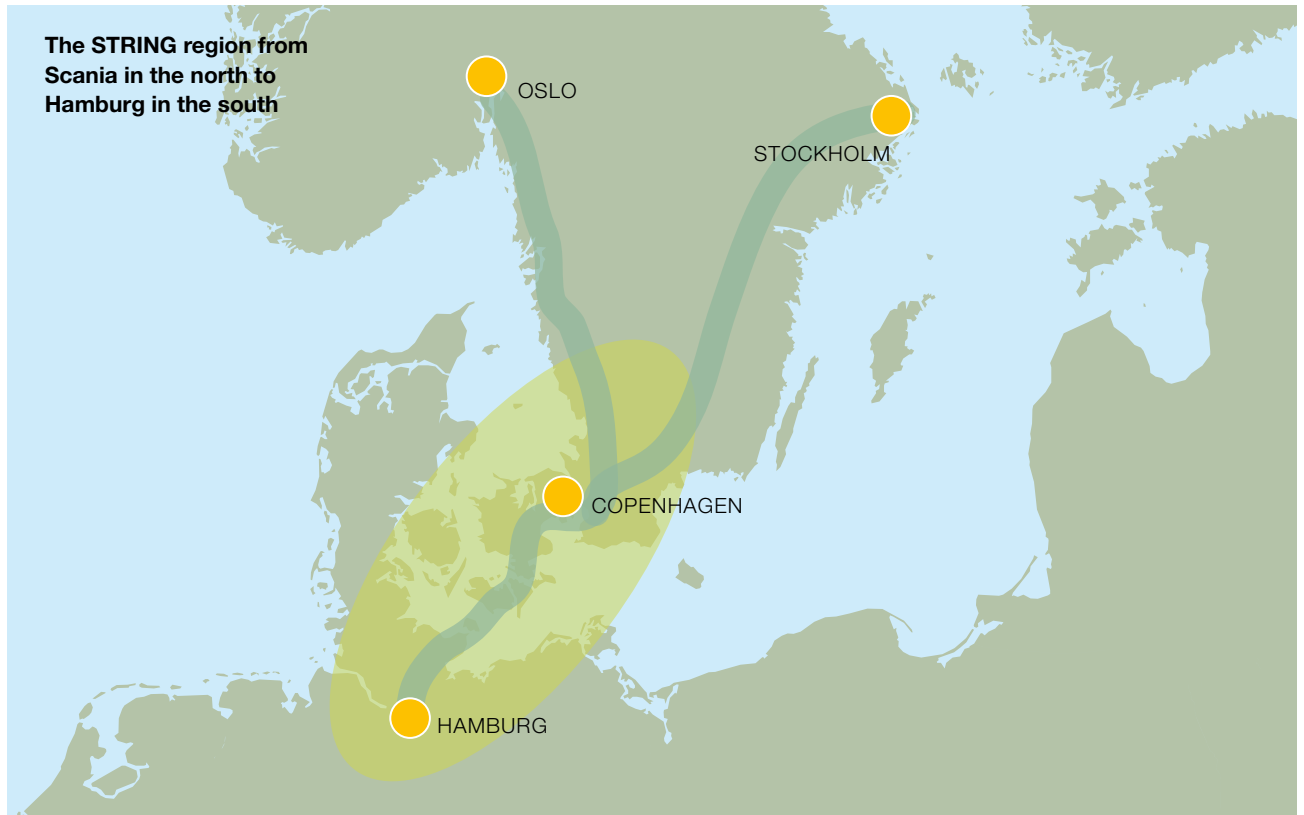 The STRING region from
Scania in the north to
Hamburg in the south
OSLO
STOCKHOLM
COPENHAGEN
HAMBURG